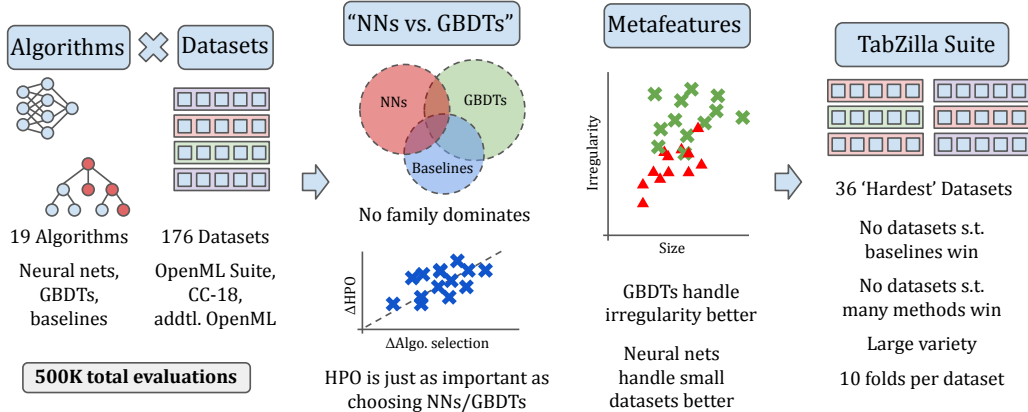 Algorithms
Datasets
19 Algorithms
Neural nets,
GBDTs,
baselines
176 Datasets
OpenML Suite,
CC-18,
addtl. OpenML
500K total evaluations
“NNs vs. GBDTs”
NNs
GBDTs
Baselines
No family dominates
ΔHPO
ΔAlgo. selection
HPO is just as important as
choosing NNs/GBDTs
Metafeatures
Irregularity
Size
GBDTs handle
irregularity better
Neural nets
handle small
datasets better
TabZilla Suite
36 ‘Hardest’ Datasets
No datasets s.t.
baselines win
No datasets s.t.
many methods win
Large variety
10 folds per dataset